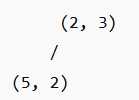 (2, 3)
/
(5, 2)